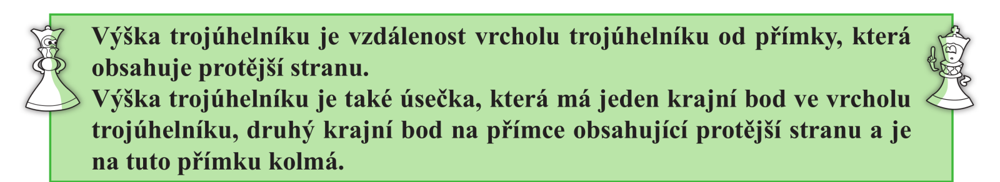 Výška trojúhelníku je vzdálenost vrcholu trojúhelníku od přímky, která
obsahuje protější stranu.
Výška trojúhelníku je také úsečka, která má jeden krajní bod ve vrcholu
trojúhelníku, druhý krajní bod na přímce obsahující protější stranu a je
na tuto přímku kolmá.